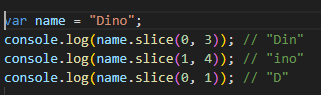 var name = "Dino";
console.log(name.slice(0, 3)); // "Din"
console.log(name.slice(1, 4)); // "ino"
console.log(name.slice(0, 1)); // "D"